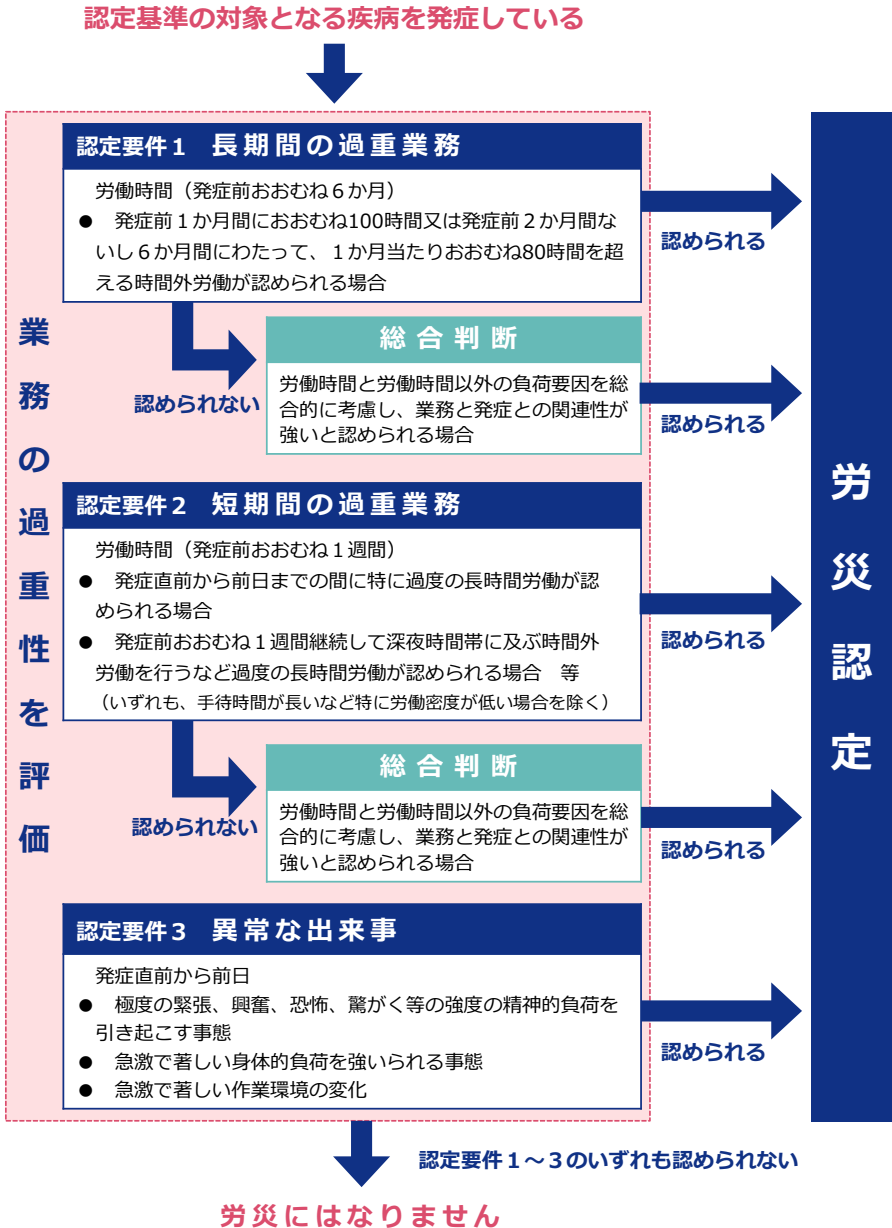 認定基準の対象となる疾病を発症している
業務の過重性を評価
認定要件1 長期間の過重業務
労働時間(発症前おおむね6か月)
● 発症前1か月間におおむね100時間又は発症前2か月間な
いし6か月間にわたって、1か月当たりおおむね80時間を超
える時間外労働が認められる場合
認められる
認められない
総合判断
労働時間と労働時間以外の負荷要因を総
合的に考慮し、業務と発症との関連性が
強いと認められる場合
認められる
認定要件2 短期間の過重業務
労働時間(発症前おおむね1週間)
● 発症直前から前日までの間に特に過度の長時間労働が認
められる場合
● 発症前おおむね1週間継続して深夜時間帯に及ぶ時間外
労働を行うなど過度の長時間労働が認められる場合 等
(いずれも、手待時間が長いなど特に労働密度が低い場合を除く)
認められる
認められない
総合判断
労働時間と労働時間以外の負荷要因を総
合的に考慮し、業務と発症との関連性が
強いと認められる場合
認められる
認定要件3 異常な出来事
発症直前から前日
● 極度の緊張、興奮、恐怖、驚がく等の強度の精神的負荷を
引き起こす事態
● 急激で著しい身体的負荷を強いられる事態
● 急激で著しい作業環境の変化
認められる
労災認定
認定要件1~3のいずれも認められない
労災にはなりません